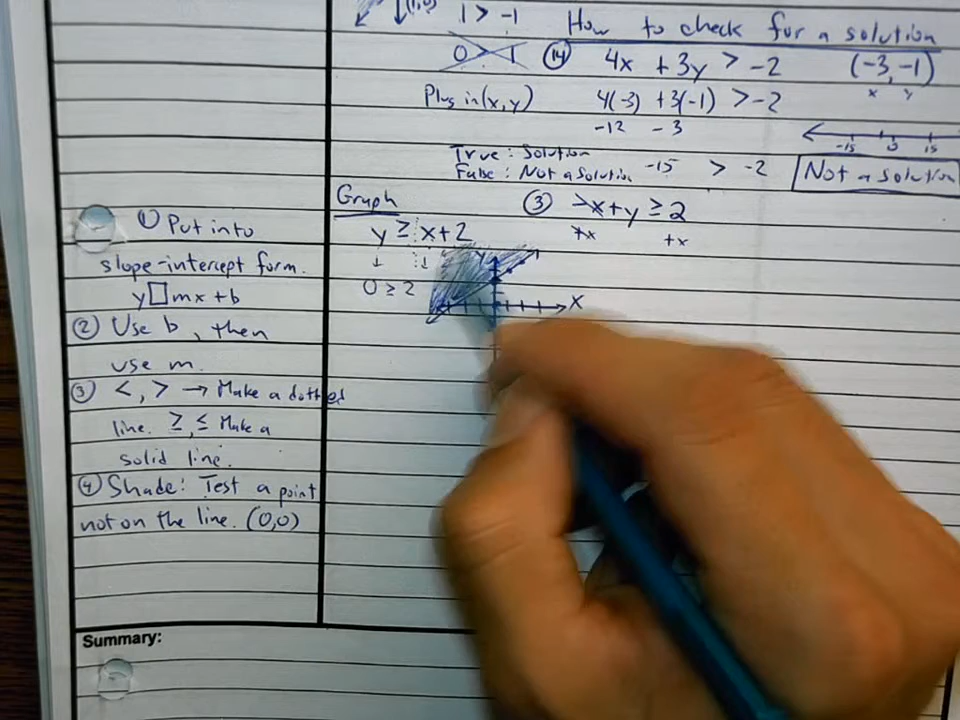 1 > -1 How to check for a solution
0 > 1 (14) 4x + 3y > -2 (-3, -1)
x y
Plug in (x, y) 4(-3) + 3(-1) > -2
-12 - 3
-15 0 15
True: Solution
False: Not a Solution -15 > -2 Not a solution
Graph (3) -x + y ≥ 2
+x +x
y ≥ x + 2
0 ≥ 2
y
x
① Put into
slope-intercept form.
y□mx + b
② Use b, then
use m.
③ <, > → Make a dotted
line. ≥, ≤ Make a
solid line.
④ Shade: Test a point
not on the line. (0,0)
Summary: